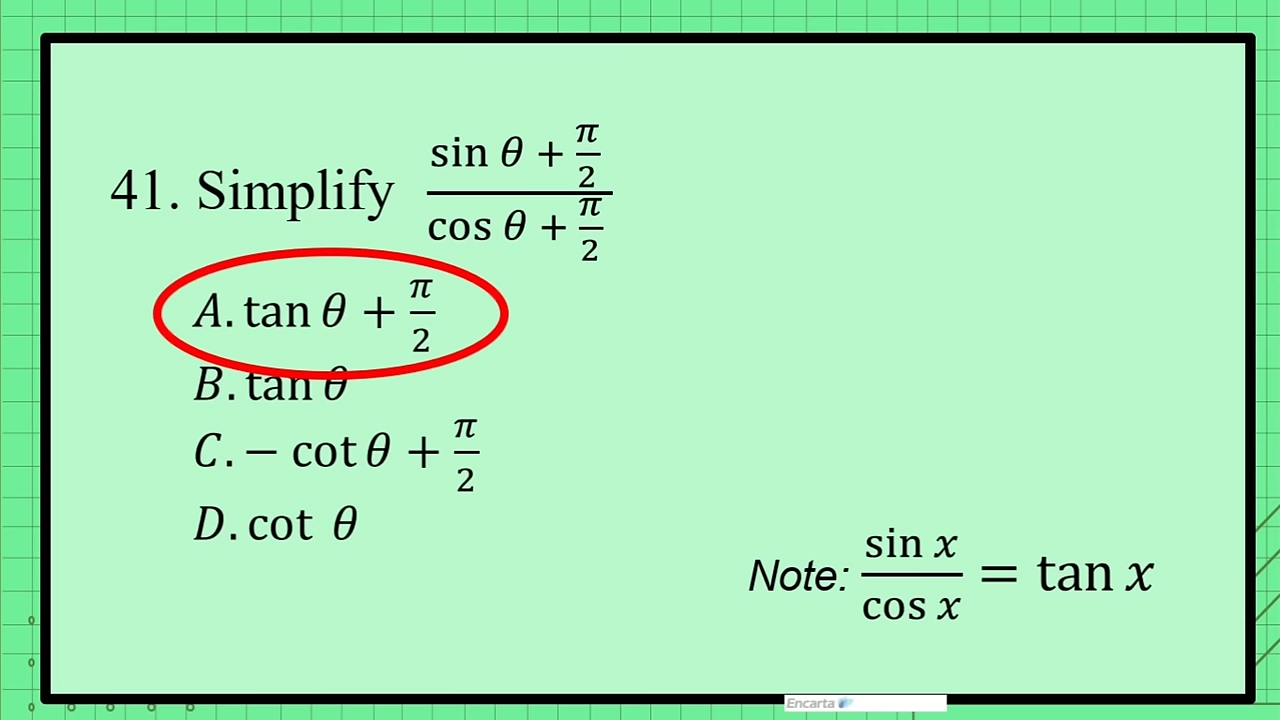 41. Simplify (sin θ + π/2)/(cos θ + π/2)
A. tan θ + π/2
B. tan θ
C. − cot θ + π/2
D. cot θ
Note: sin x/cos x = tan x
Encarta